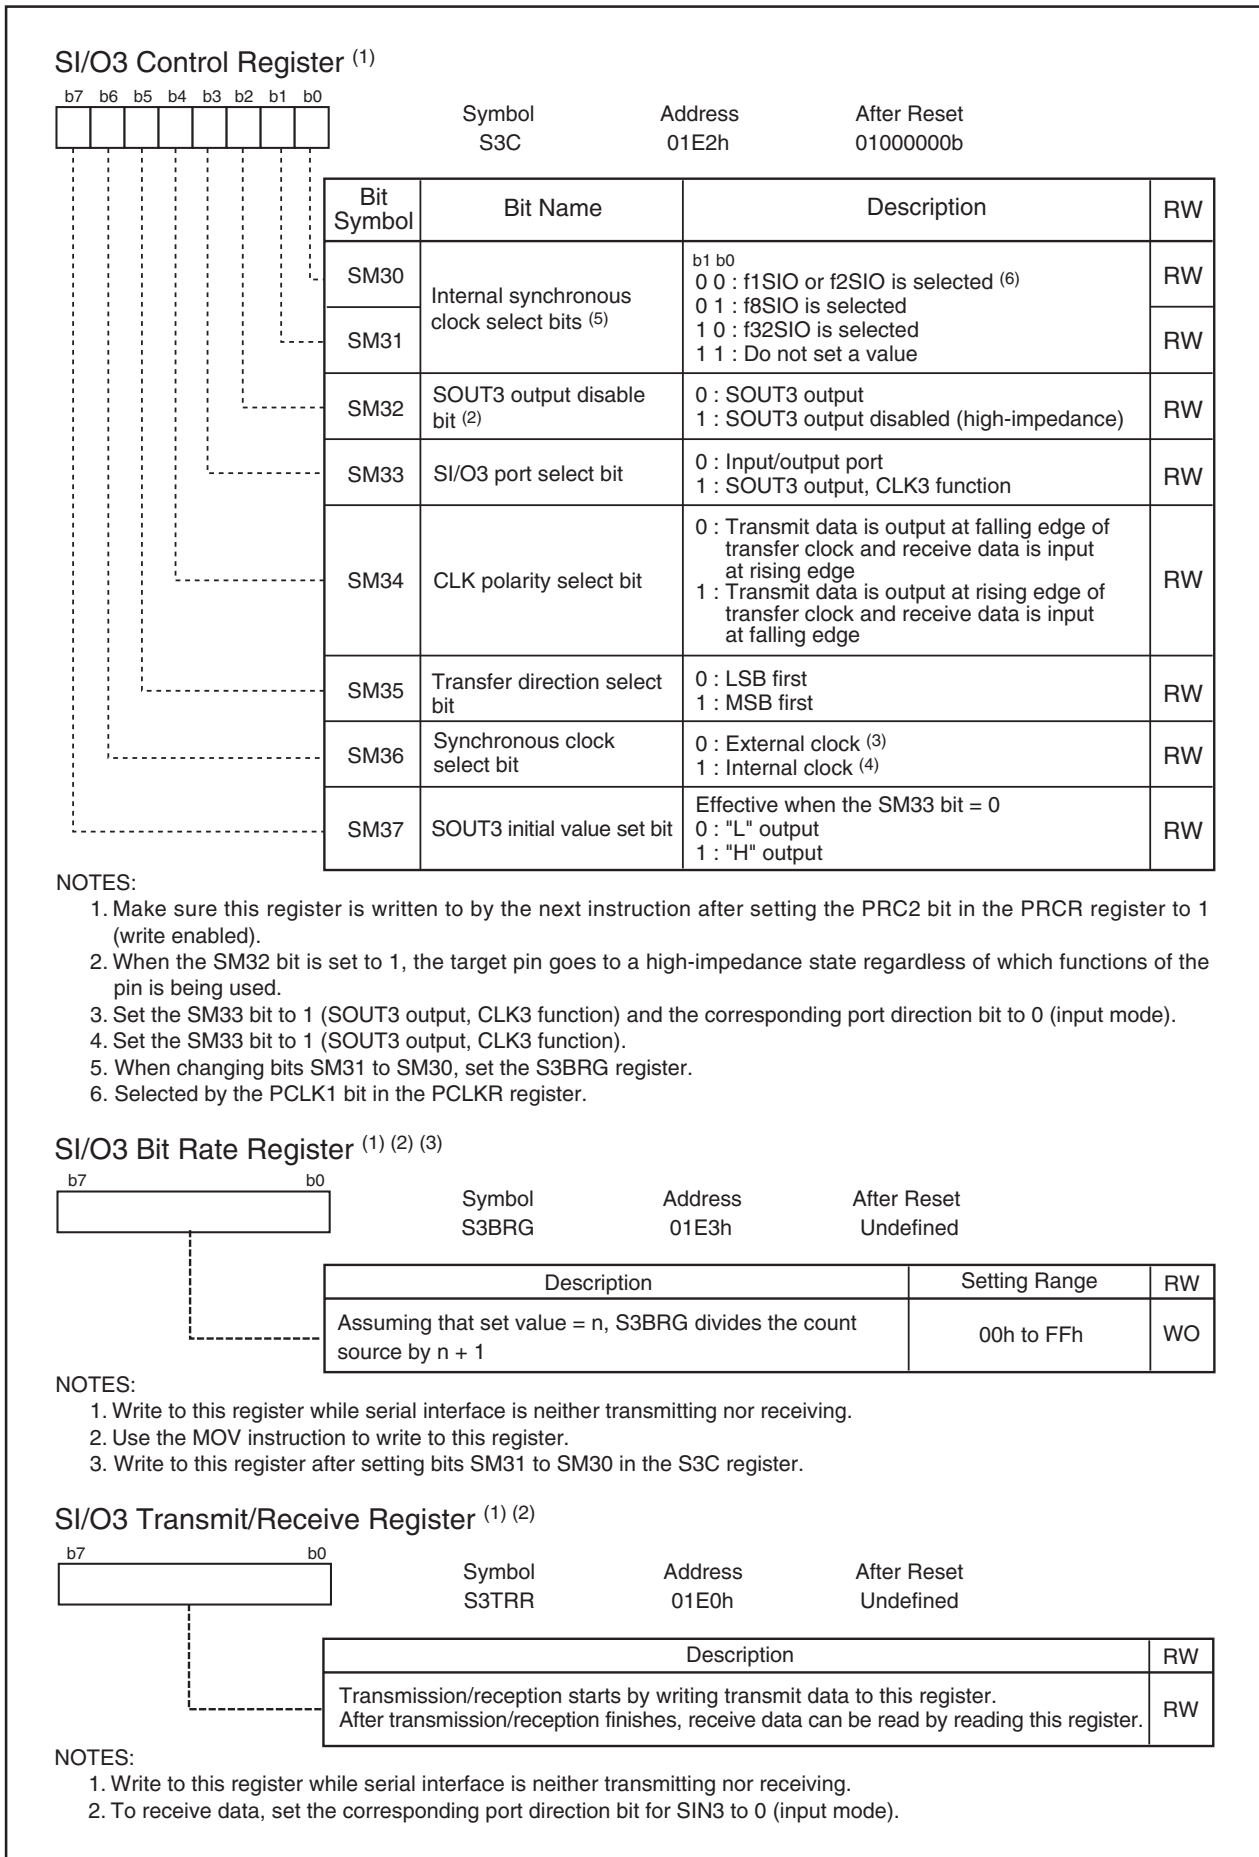 SI/O3 Control Register (1)
b7 b6 b5 b4 b3 b2 b1 b0
Symbol Address After Reset
S3C 01E2h 01000000b
Bit Symbol Bit Name Description RW
SM30 Internal synchronous clock select bits (5) RW
SM31 RW
b1 b0
0 0 : f1SIO or f2SIO is selected (6)
0 1 : f8SIO is selected
1 0 : f32SIO is selected
1 1 : Do not set a value
SM32 SOUT3 output disable bit (2) RW
0 : SOUT3 output
1 : SOUT3 output disabled (high-impedance)
SM33 SI/O3 port select bit RW
0 : Input/output port
1 : SOUT3 output, CLK3 function
SM34 CLK polarity select bit RW
0 : Transmit data is output at falling edge of
transfer clock and receive data is input
at rising edge
1 : Transmit data is output at rising edge of
transfer clock and receive data is input
at falling edge
SM35 Transfer direction select bit RW
0 : LSB first
1 : MSB first
SM36 Synchronous clock select bit RW
0 : External clock (3)
1 : Internal clock (4)
SM37 SOUT3 initial value set bit RW
Effective when the SM33 bit = 0
0 : "L" output
1 : "H" output
NOTES:
1. Make sure this register is written to by the next instruction after setting the PRC2 bit in the PRCR register to 1
(write enabled).
2. When the SM32 bit is set to 1, the target pin goes to a high-impedance state regardless of which functions of the
pin is being used.
3. Set the SM33 bit to 1 (SOUT3 output, CLK3 function) and the corresponding port direction bit to 0 (input mode).
4. Set the SM33 bit to 1 (SOUT3 output, CLK3 function).
5. When changing bits SM31 to SM30, set the S3BRG register.
6. Selected by the PCLK1 bit in the PCLKR register.
SI/O3 Bit Rate Register (1) (2) (3)
b7 b0
Symbol Address After Reset
S3BRG 01E3h Undefined
Description Setting Range RW
Assuming that set value = n, S3BRG divides the count
source by n + 1
00h to FFh WO
NOTES:
1. Write to this register while serial interface is neither transmitting nor receiving.
2. Use the MOV instruction to write to this register.
3. Write to this register after setting bits SM31 to SM30 in the S3C register.
SI/O3 Transmit/Receive Register (1) (2)
b7 b0
Symbol Address After Reset
S3TRR 01E0h Undefined
Description RW
Transmission/reception starts by writing transmit data to this register.
After transmission/reception finishes, receive data can be read by reading this register.
RW
NOTES:
1. Write to this register while serial interface is neither transmitting nor receiving.
2. To receive data, set the corresponding port direction bit for SIN3 to 0 (input mode).